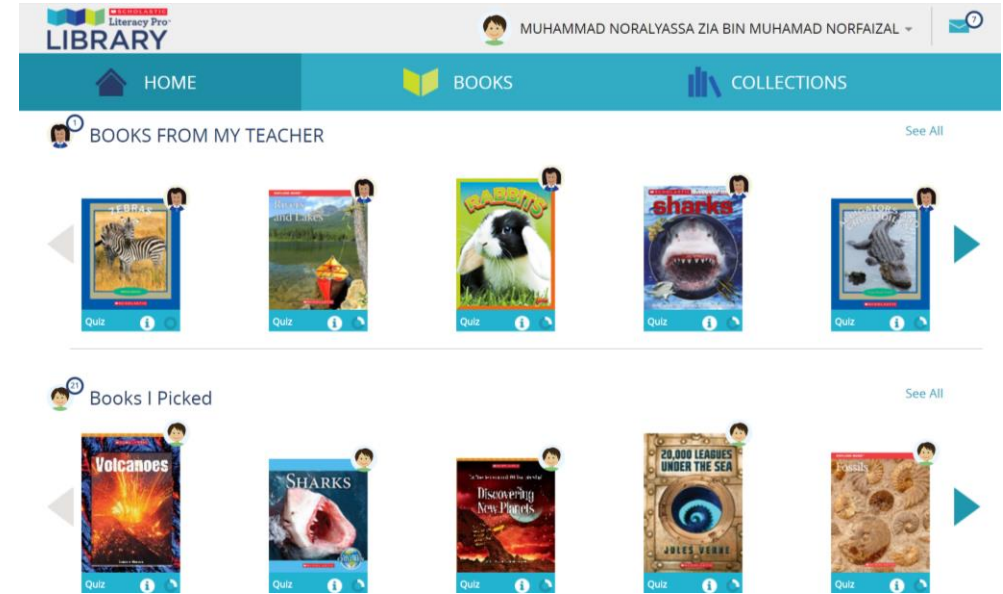 SCHOLASTIC
Literacy Pro
LIBRARY
MUHAMMAD NORALYASSA ZIA BIN MUHAMAD NORFAIZAL
7
HOME
BOOKS
COLLECTIONS
1
BOOKS FROM MY TEACHER
See All
ZEBRAS
Rivers
and Lakes
RABBITS
SCHOLASTIC
sharks
Quiz
Quiz
Quiz
Quiz
Quiz
21
Books I Picked
See All
Volcanoes
SHARKS
Discovering
New Planets
20,000 LEAGUES
UNDER THE SEA
JULES VERNE
Fossils
Quiz
Quiz
Quiz
Quiz
Quiz